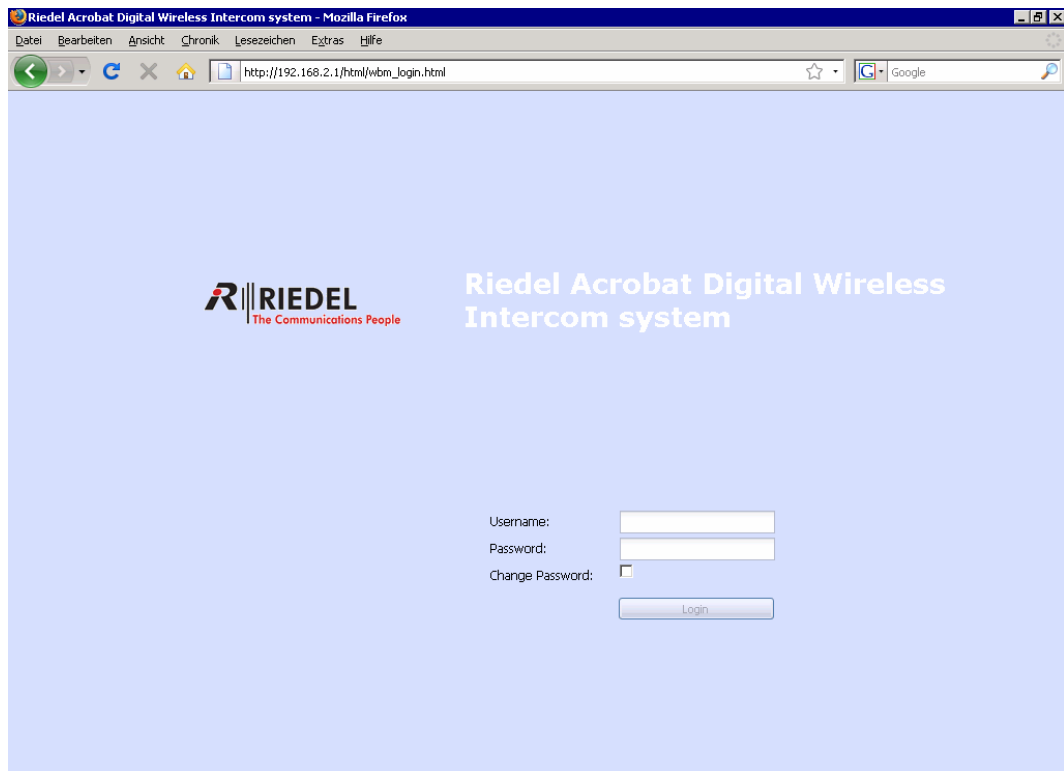 Riedel Acrobat Digital Wireless Intercom system - Mozilla Firefox
Datei Bearbeiten Ansicht Chronik Lesezeichen Extras Hilfe
http://192.168.2.1/html/wbm_login.html
G Google
R RIEDEL
The Communications People
Riedel Acrobat Digital Wireless
Intercom system
Username:
Password:
Change Password:
Login